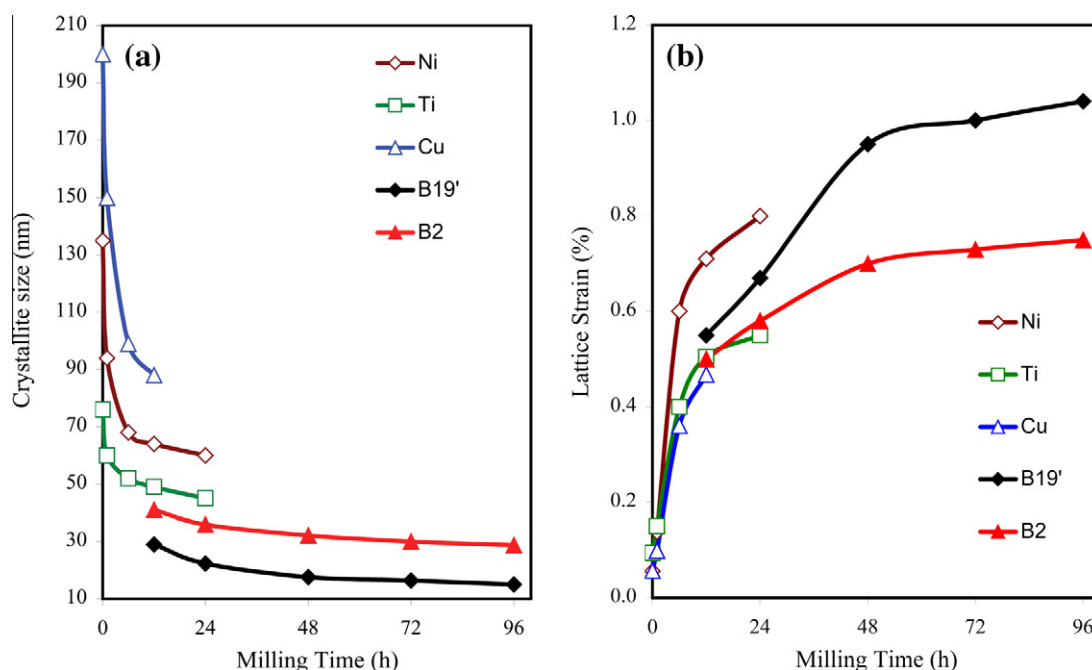 (a)
Crystallite size (nm)
210
190
170
150
130
110
90
70
50
30
10
Ni
Ti
Cu
B19'
B2
0 24 48 72 96
Milling Time (h)
(b)
Lattice Strain (%)
1.2
1.0
0.8
0.6
0.4
0.2
0.0
Ni
Ti
Cu
B19'
B2
0 24 48 72 96
Milling Time (h)